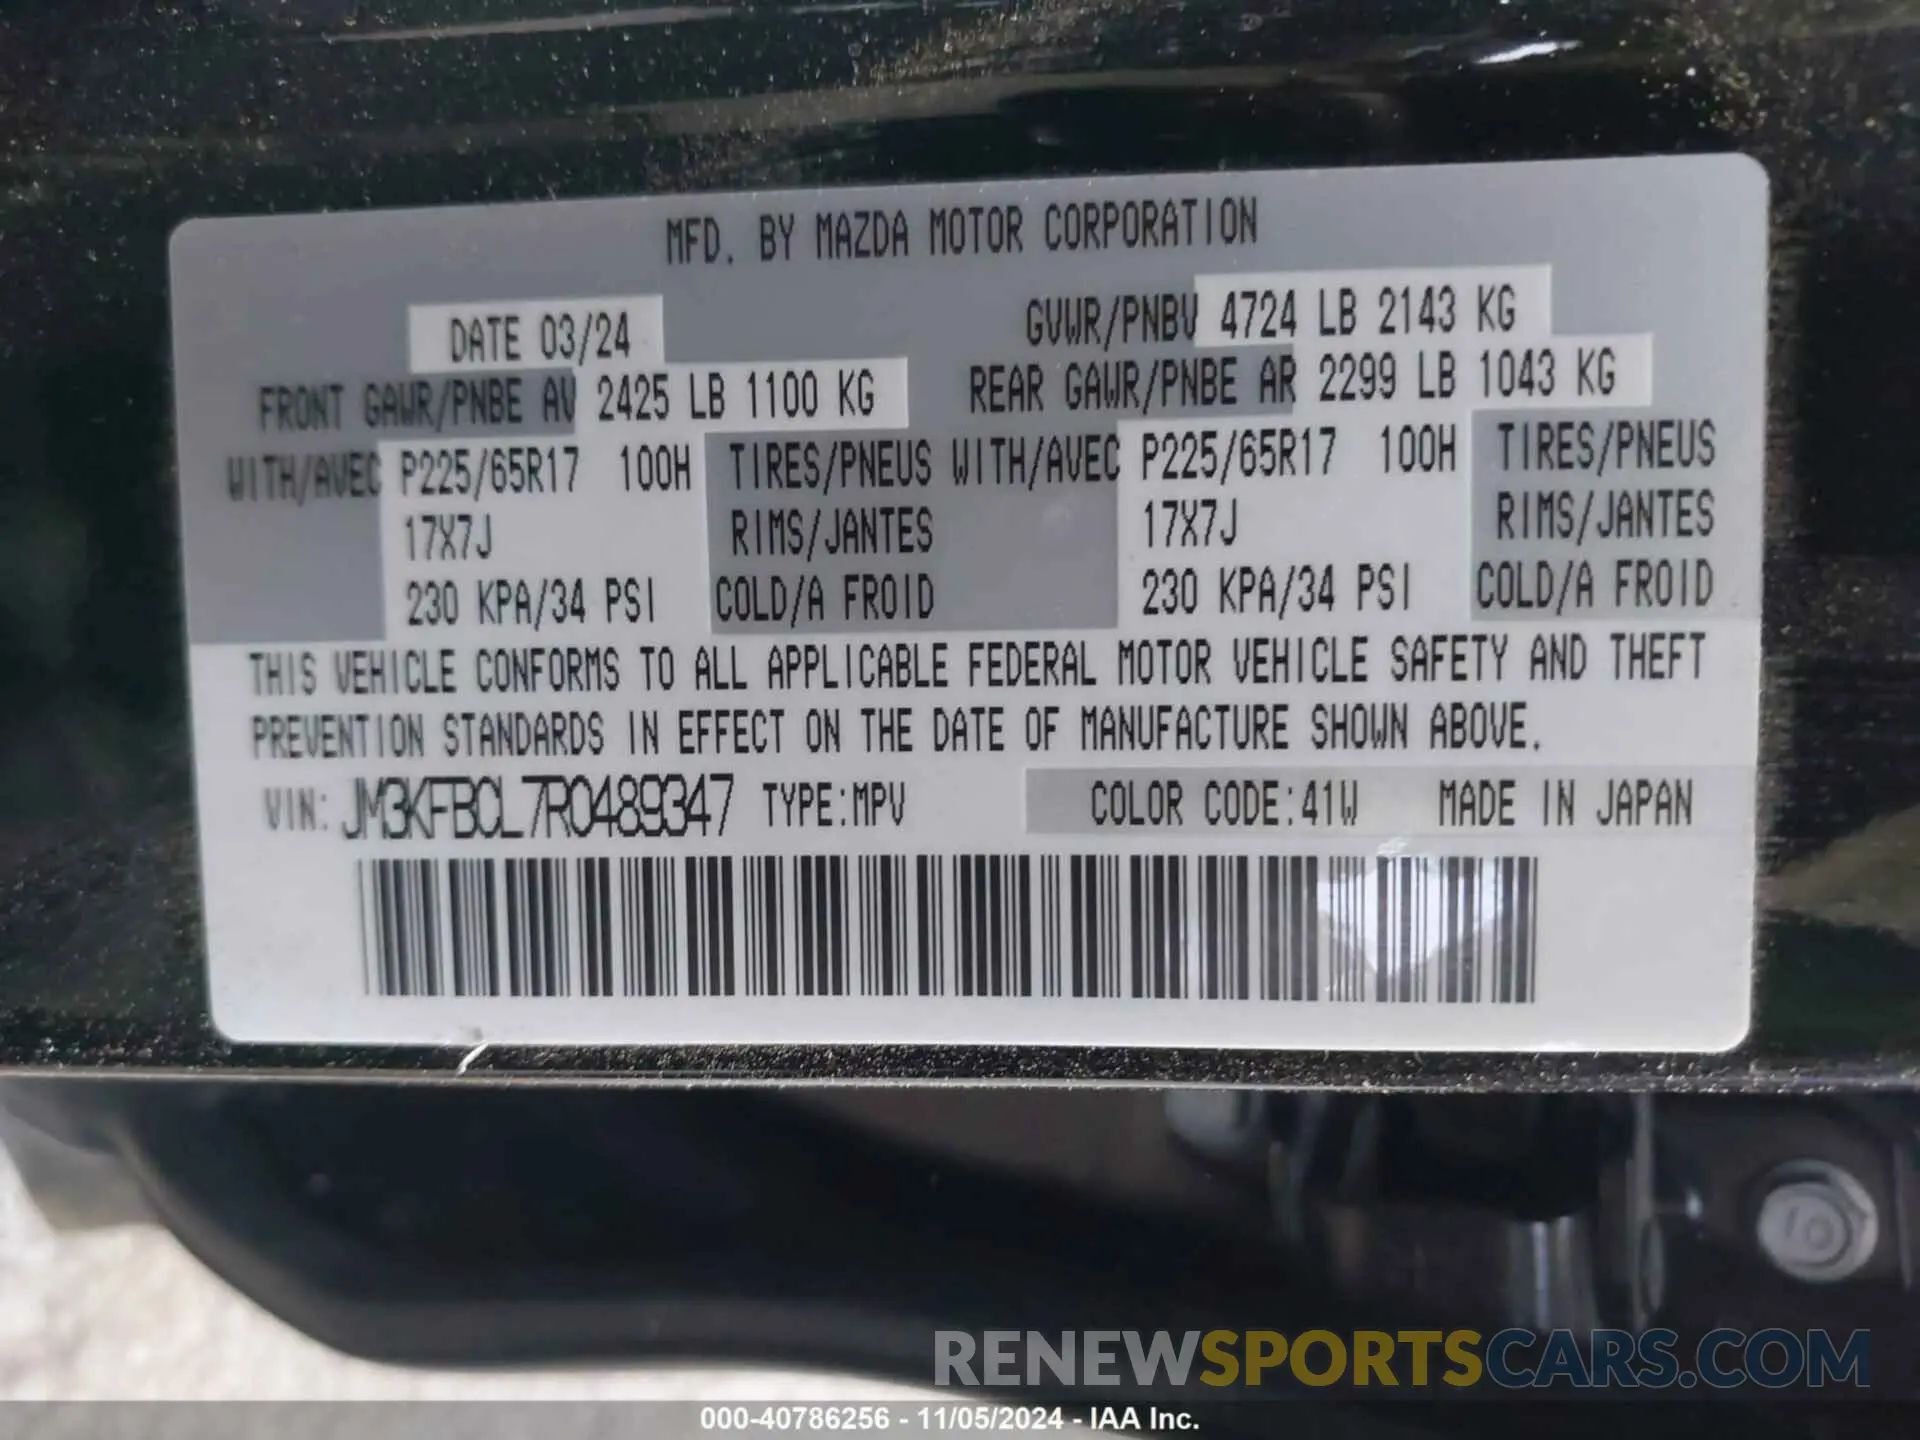 MFD. BY MAZDA MOTOR CORPORATION
DATE 03/24 GVWR/PNBV 4724 LB 2143 KG
FRONT GAWR/PNBE AV 2425 LB 1100 KG REAR GAWR/PNBE AR 2299 LB 1043 KG
WITH/AVEC P225/65R17 100H TIRES/PNEUS WITH/AVEC P225/65R17 100H TIRES/PNEUS
17X7J RIMS/JANTES 17X7J RIMS/JANTES
230 KPA/34 PSI COLD/A FROID 230 KPA/34 PSI COLD/A FROID
THIS VEHICLE CONFORMS TO ALL APPLICABLE FEDERAL MOTOR VEHICLE SAFETY AND THEFT
PREVENTION STANDARDS IN EFFECT ON THE DATE OF MANUFACTURE SHOWN ABOVE.
VIN: JM3KFBCL7R0489347 TYPE:MPV COLOR CODE:41W MADE IN JAPAN
RENEWSPORTSCARS.COM
000-40786256 - 11/05/2024 - IAA Inc.